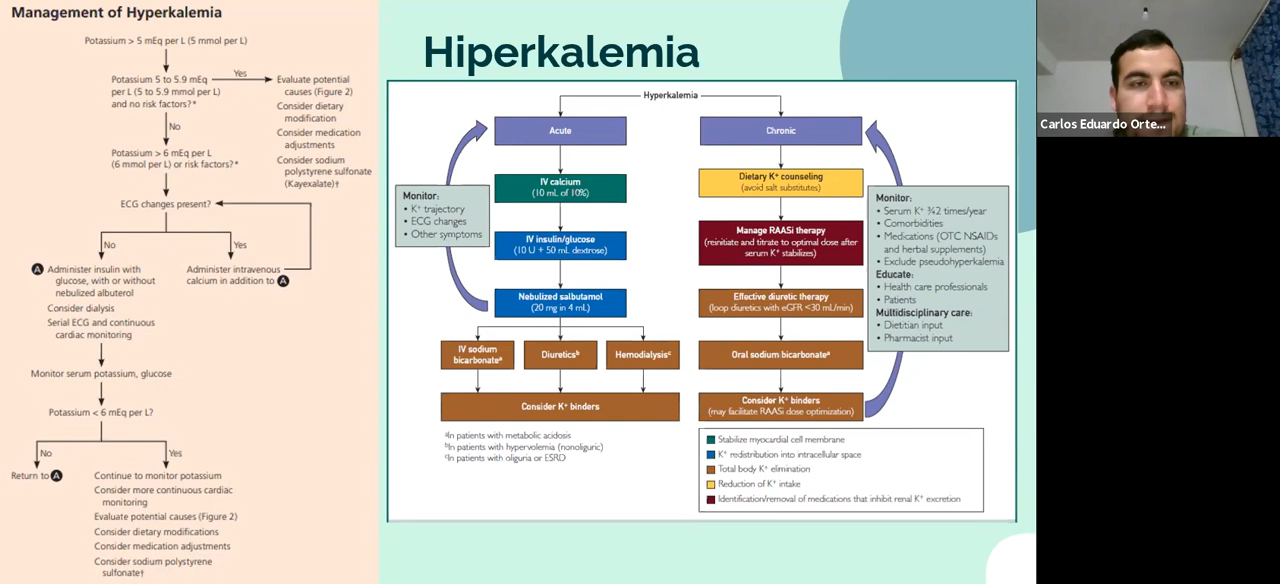 Management of Hyperkalemia
Potassium > 5 mEq per L (5 mmol per L)
Potassium 5 to 5.9 mEq
per L (5 to 5.9 mmol per L)
and no risk factors?*
Yes
Evaluate potential
causes (Figure 2)
Consider dietary
modification
Consider medication
adjustments
Consider sodium
polystyrene sulfonate
(Kayexalate)†
No
Potassium > 6 mEq per L
(6 mmol per L) or risk factors?*
ECG changes present?
No
Yes
A Administer insulin with
glucose, with or without
nebulized albuterol
Consider dialysis
Serial ECG and continuous
cardiac monitoring
Administer intravenous
calcium in addition to A
Monitor serum potassium, glucose
Potassium < 6 mEq per L?
No
Yes
Return to A
Continue to monitor potassium
Consider more continuous cardiac
monitoring
Evaluate potential causes (Figure 2)
Consider dietary modifications
Consider medication adjustments
Consider sodium polystyrene
sulfonate†
Hiperkalemia
Hyperkalemia
Acute
IV calcium
(10 mL of 10%)
IV insulin/glucose
(10 U + 50 mL dextrose)
Nebulized salbutamol
(20 mg in 4 mL)
Monitor:
• K⁺ trajectory
• ECG changes
• Other symptoms
IV sodium
bicarbonateᵃ
Diureticsᵇ
Hemodialysisᶜ
Consider K⁺ binders
ᵃIn patients with metabolic acidosis
ᵇIn patients with hypervolemia (nonoliguric)
ᶜIn patients with oliguria or ESRD
Chronic
Dietary K⁺ counseling
(avoid salt substitutes)
Manage RAASi therapy
(reinitiate and titrate to optimal dose after
serum K⁺ stabilizes)
Effective diuretic therapy
(loop diuretics with eGFR <30 mL/min)
Oral sodium bicarbonateᵃ
Consider K⁺ binders
(may facilitate RAASi dose optimization)
Monitor:
• Serum K⁺ ¾2 times/year
• Comorbidities
• Medications (OTC NSAIDs
and herbal supplements)
• Exclude pseudohyperkalemia
Educate:
• Health care professionals
• Patients
Multidisciplinary care:
• Dietitian input
• Pharmacist input
Stabilize myocardial cell membrane
K⁺ redistribution into intracellular space
Total body K⁺ elimination
Reduction of K⁺ intake
Identification/removal of medications that inhibit renal K⁺ excretion
Carlos Eduardo Orte...